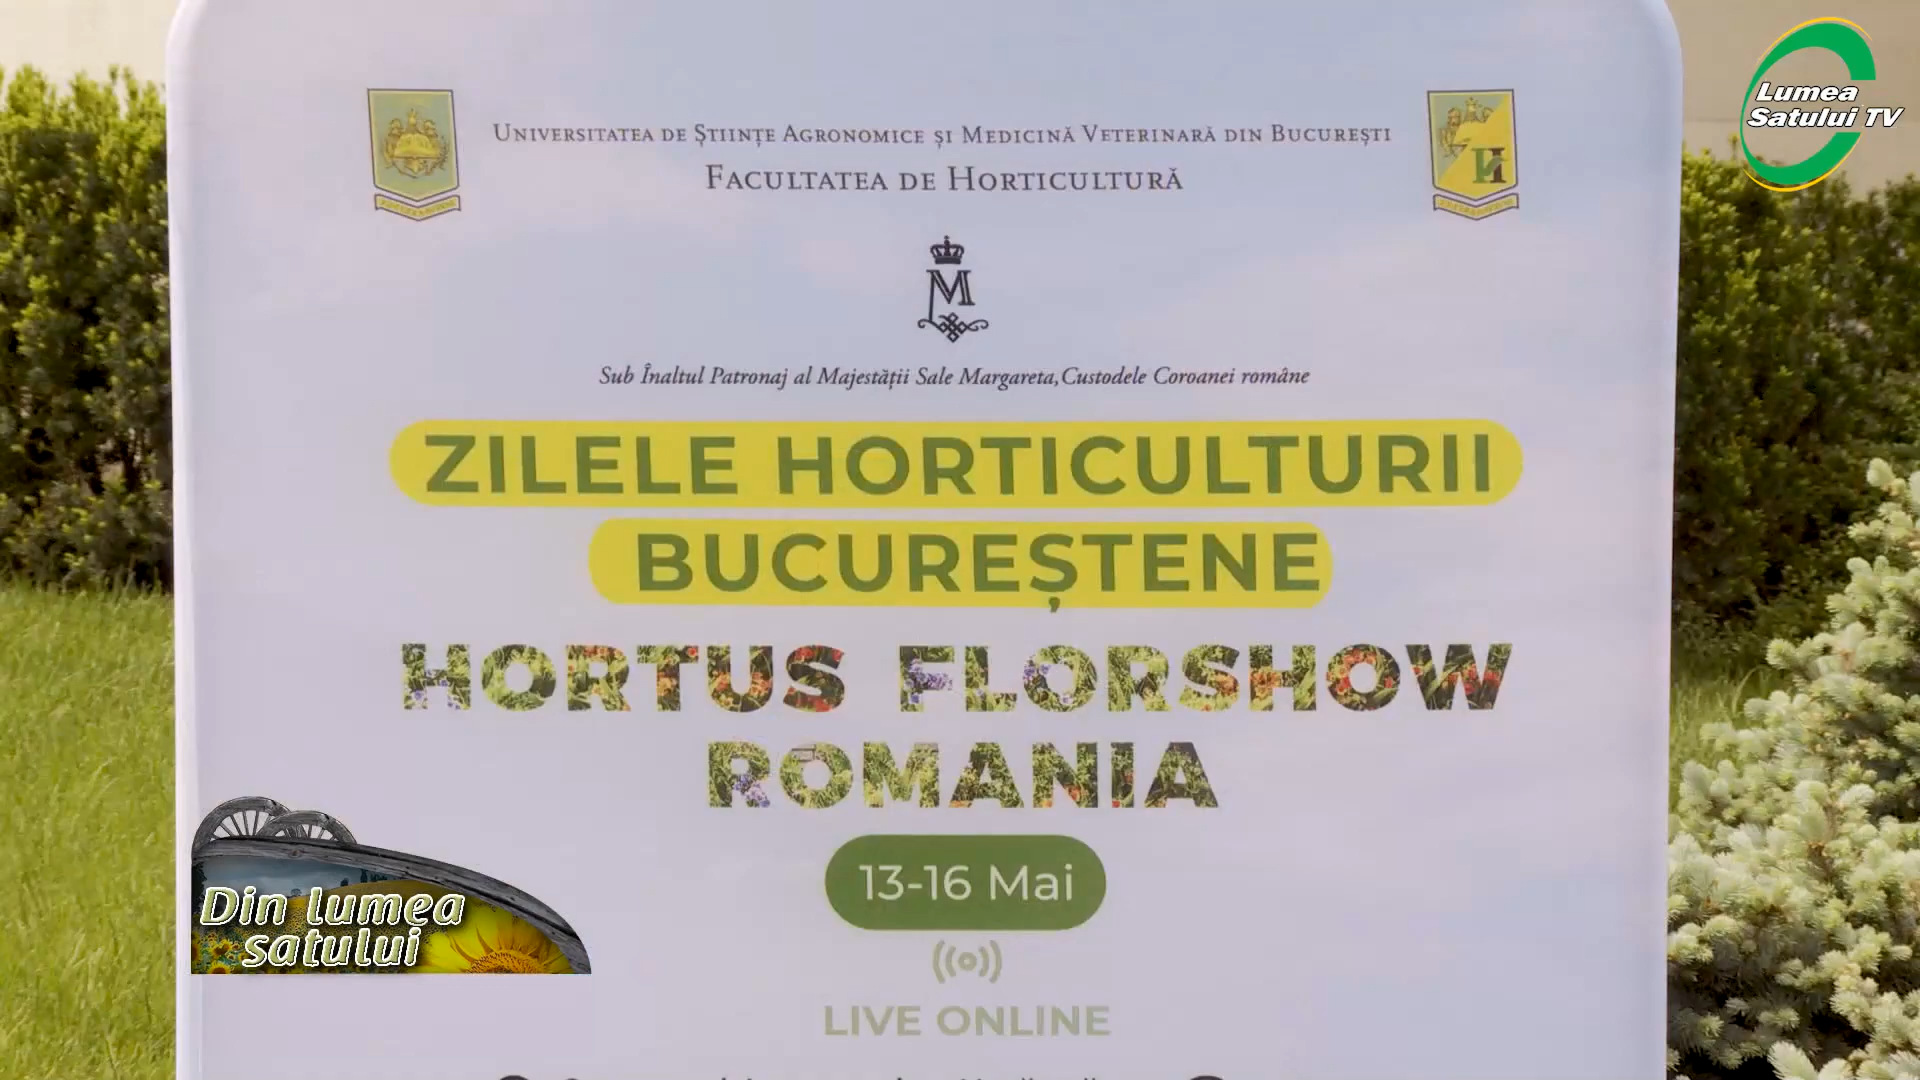 Lumea
Satului TV
UNIVERSITATEA DE ȘTIINȚE AGRONOMICE ȘI MEDICINĂ VETERINARĂ DIN BUCUREȘTI
FACULTATEA DE HORTICULTURĂ
M
Sub Înaltul Patronaj al Majestății Sale Margareta, Custodele Coroanei române
ZILELE HORTICULTURII
BUCUREȘTENE
HORTUS FLORSHOW
ROMANIA
13-16 Mai
LIVE ONLINE
Din lumea
satului